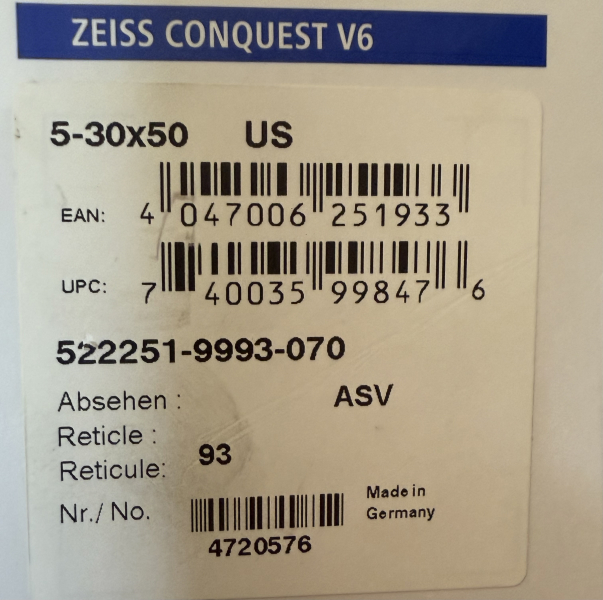 ZEISS CONQUEST V6
5-30x50 US
EAN: 4 047006 251933
UPC: 7 40035 99847 6
522251-9993-070
Absehen : ASV
Reticle :
93
Reticule:
Nr./ No.
Made in
Germany
4720576